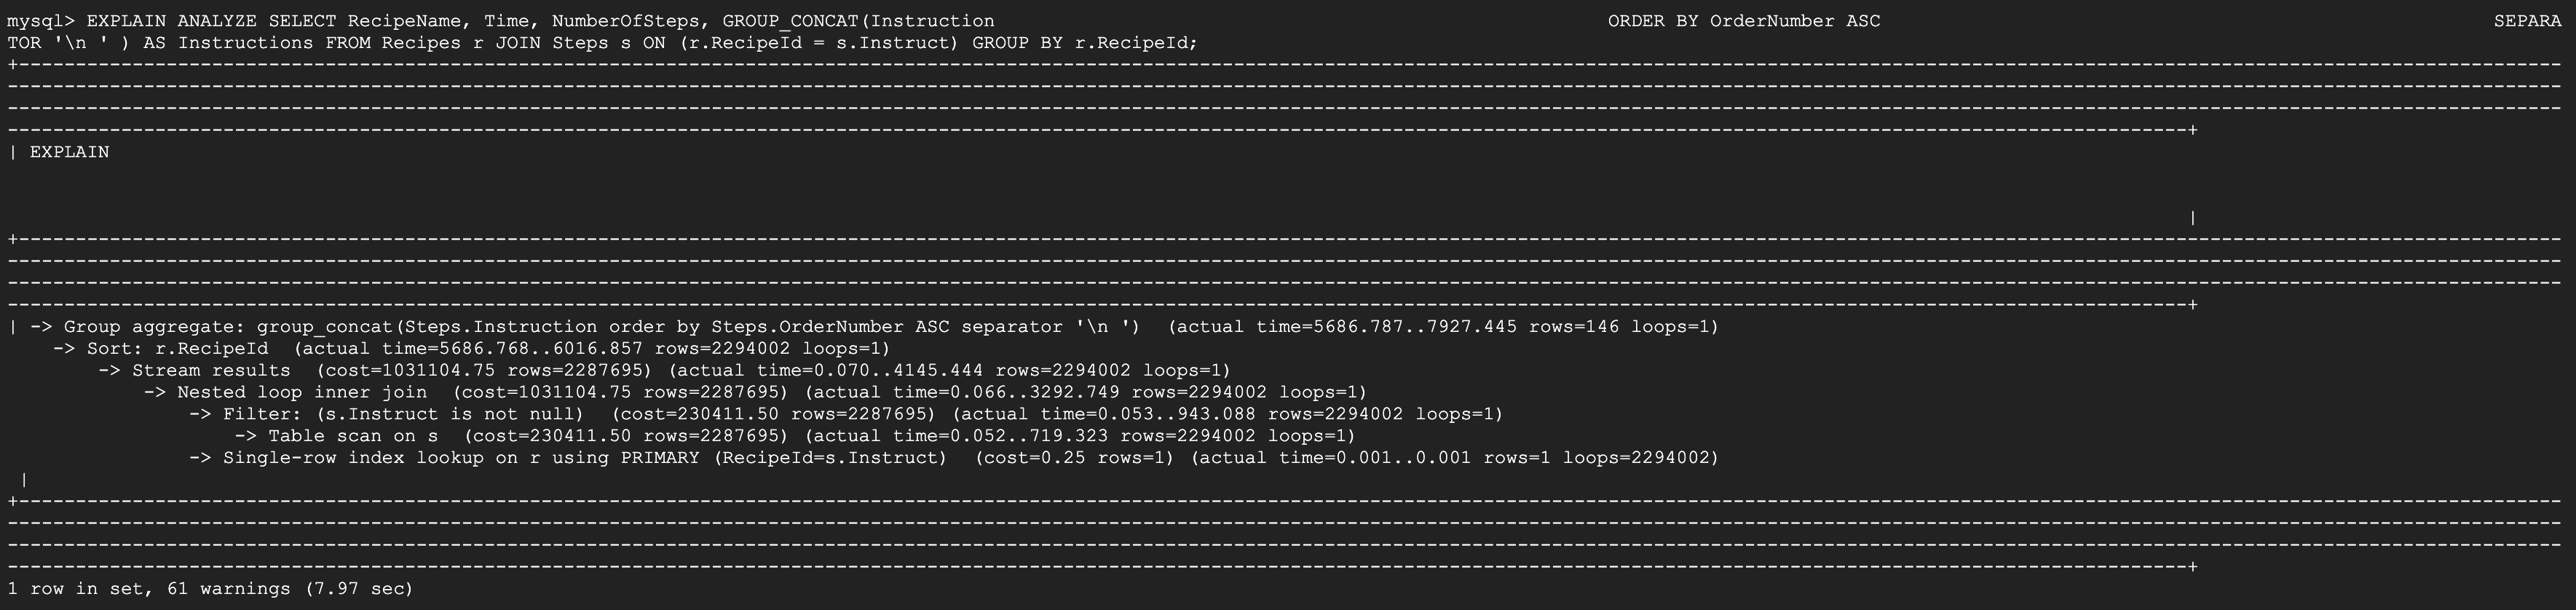 mysql> EXPLAIN ANALYZE SELECT RecipeName, Time, NumberOfSteps, GROUP_CONCAT(Instruction ORDER BY OrderNumber ASC SEPARA
TOR '\n ' ) AS Instructions FROM Recipes r JOIN Steps s ON (r.RecipeId = s.Instruct) GROUP BY r.RecipeId;
| EXPLAIN
|
| -> Group aggregate: group_concat(Steps.Instruction order by Steps.OrderNumber ASC separator '\n ')  (actual time=5686.787..7927.445 rows=146 loops=1)
    -> Sort: r.RecipeId  (actual time=5686.768..6016.857 rows=2294002 loops=1)
        -> Stream results  (cost=1031104.75 rows=2287695) (actual time=0.070..4145.444 rows=2294002 loops=1)
            -> Nested loop inner join  (cost=1031104.75 rows=2287695) (actual time=0.066..3292.749 rows=2294002 loops=1)
                -> Filter: (s.Instruct is not null)  (cost=230411.50 rows=2287695) (actual time=0.053..943.088 rows=2294002 loops=1)
                    -> Table scan on s  (cost=230411.50 rows=2287695) (actual time=0.052..719.323 rows=2294002 loops=1)
                -> Single-row index lookup on r using PRIMARY (RecipeId=s.Instruct)  (cost=0.25 rows=1) (actual time=0.001..0.001 rows=1 loops=2294002)
 |
1 row in set, 61 warnings (7.97 sec)